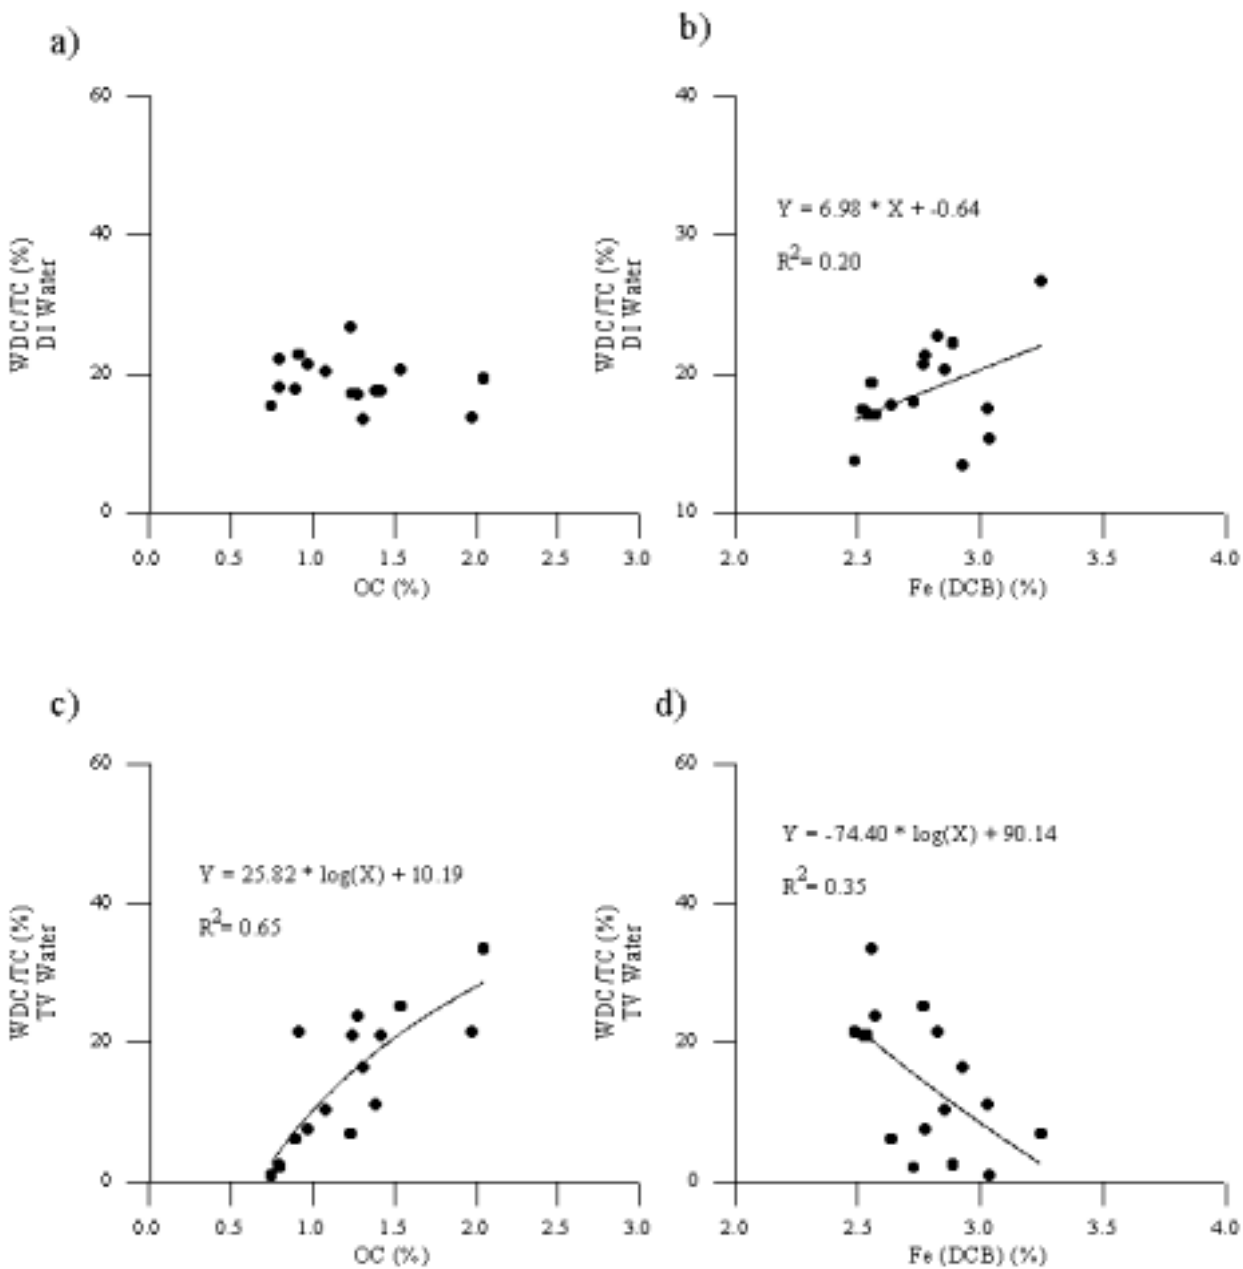 a)
60
40
20
0
WDC/TC (%)
DI Water
0.0 0.5 1.0 1.5 2.0 2.5 3.0
OC (%)
b)
40
30
20
10
WDC/TC (%)
DI Water
Y = 6.98 * X + -0.64
R2= 0.20
2.0 2.5 3.0 3.5 4.0
Fe (DCB) (%)
c)
60
40
20
0
WDC/TC (%)
TV Water
Y = 25.82 * log(X) + 10.19
R2= 0.65
0.0 0.5 1.0 1.5 2.0 2.5 3.0
OC (%)
d)
60
40
20
0
WDC/TC (%)
TV Water
Y = -74.40 * log(X) + 90.14
R2= 0.35
2.0 2.5 3.0 3.5 4.0
Fe (DCB) (%)